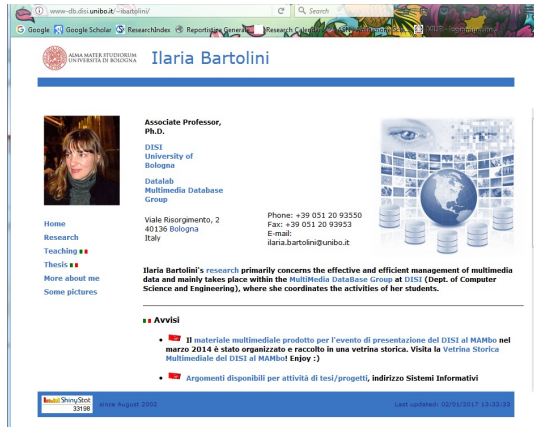 www-db.disi.unibo.it/~ibartolini/
Search
Google Google Scholar ResearchIndex Reportistica Generale Research Calendar
ALMA MATER STUDIORUM
UNIVERSITÀ DI BOLOGNA
Ilaria Bartolini
Associate Professor,
Ph.D.
DISI
University of
Bologna
Datalab
Multimedia Database
Group
Viale Risorgimento, 2
40136 Bologna
Italy
Phone: +39 051 20 93550
Fax: +39 051 20 93953
E-mail:
ilaria.bartolini@unibo.it
Home
Research
Teaching
Thesis
More about me
Some pictures
Ilaria Bartolini's research primarily concerns the effective and efficient management of multimedia
data and mainly takes place within the MultiMedia DataBase Group at DISI (Dept. of Computer
Science and Engineering), where she coordinates the activities of her students.
Avvisi
• Il materiale multimediale prodotto per l'evento di presentazione del DISI al MAMbo nel
marzo 2014 è stato organizzato e raccolto in una vetrina storica. Visita la Vetrina Storica
Multimediale del DISI al MAMbo! Enjoy :)
• Argomenti disponibili per attività di tesi/progetti, indirizzo Sistemi Informativi
ShinyStat
33198
since August 2002
Last updated: 02/01/2017 13:33:33